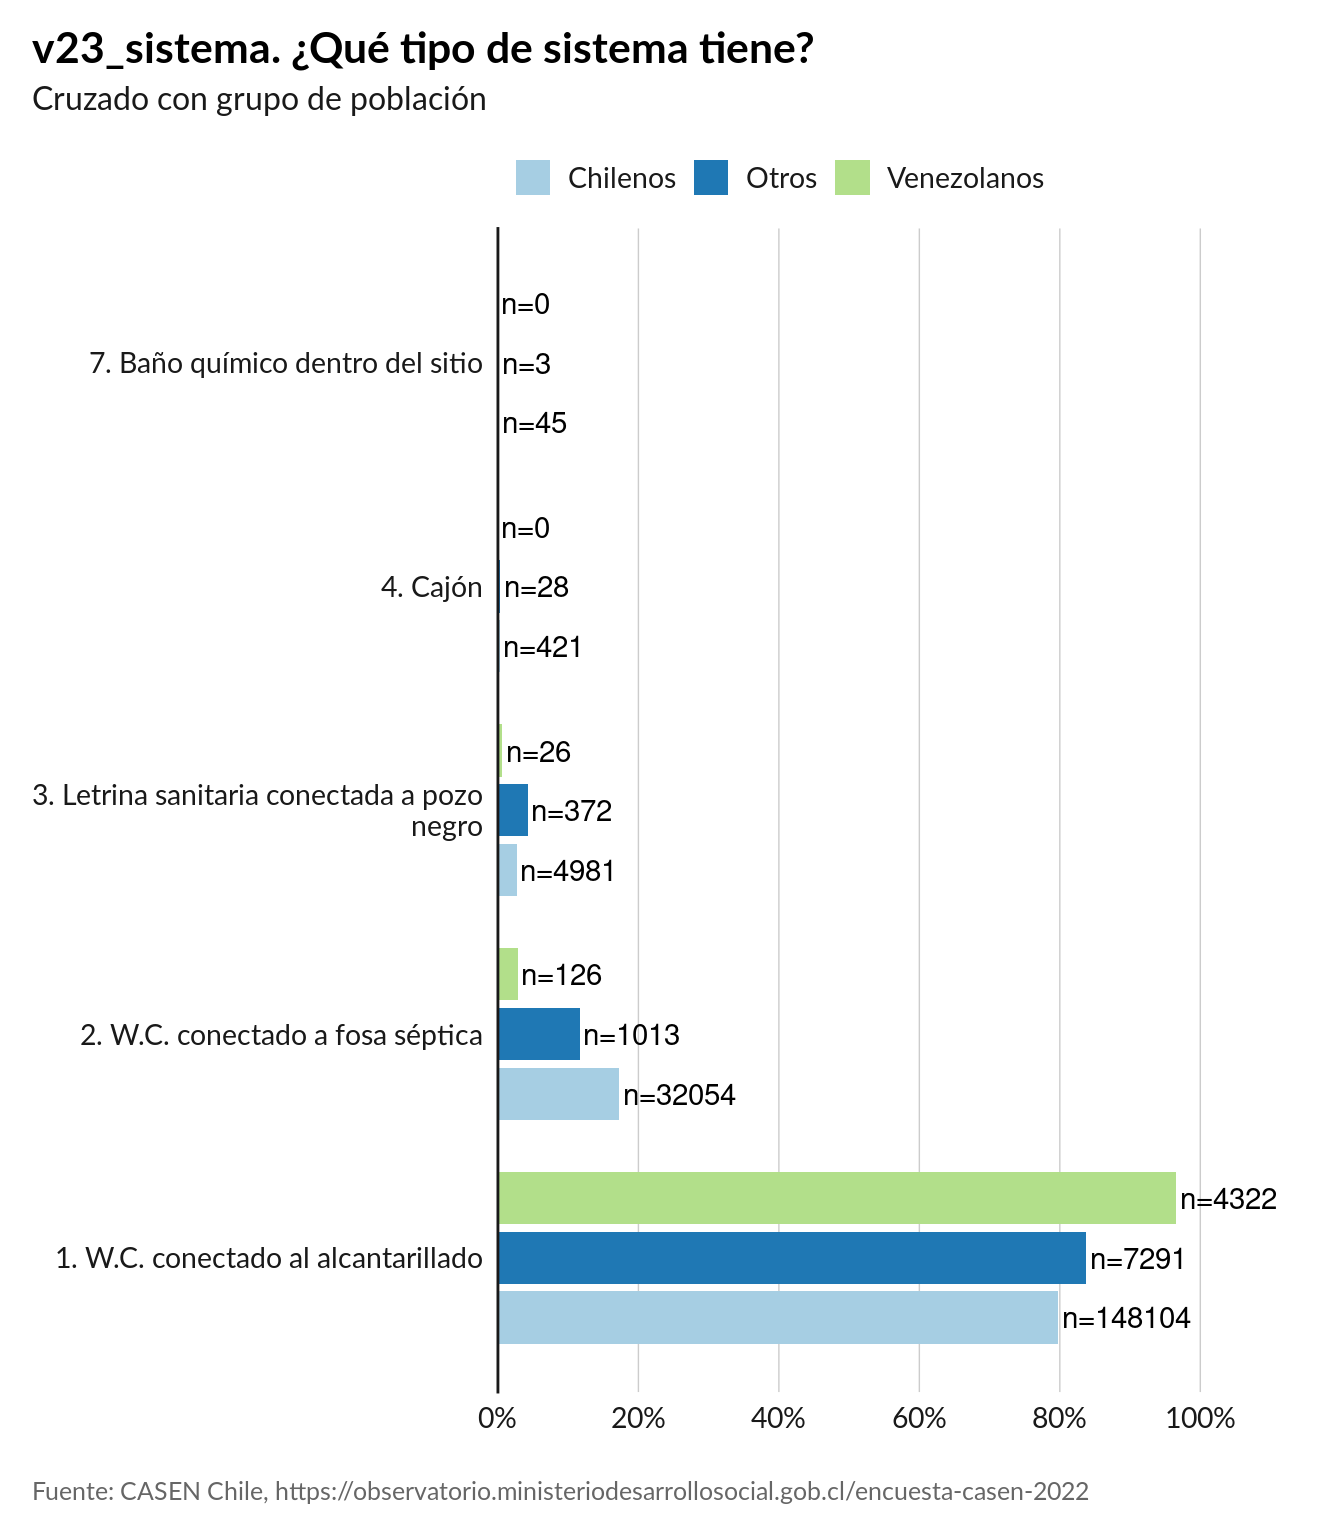 v23_sistema. ¿Qué tipo de sistema tiene?
Cruzado con grupo de población
Chilenos Otros Venezolanos
n=0
7. Baño químico dentro del sitio n=3
n=45
n=0
4. Cajón n=28
n=421
n=26
3. Letrina sanitaria conectada a pozo
negro
n=372
n=4981
n=126
2. W.C. conectado a fosa séptica n=1013
n=32054
n=4322
1. W.C. conectado al alcantarillado n=7291
n=148104
0% 20% 40% 60% 80% 100%
Fuente: CASEN Chile, https://observatorio.ministeriodesarrollosocial.gob.cl/encuesta-casen-2022